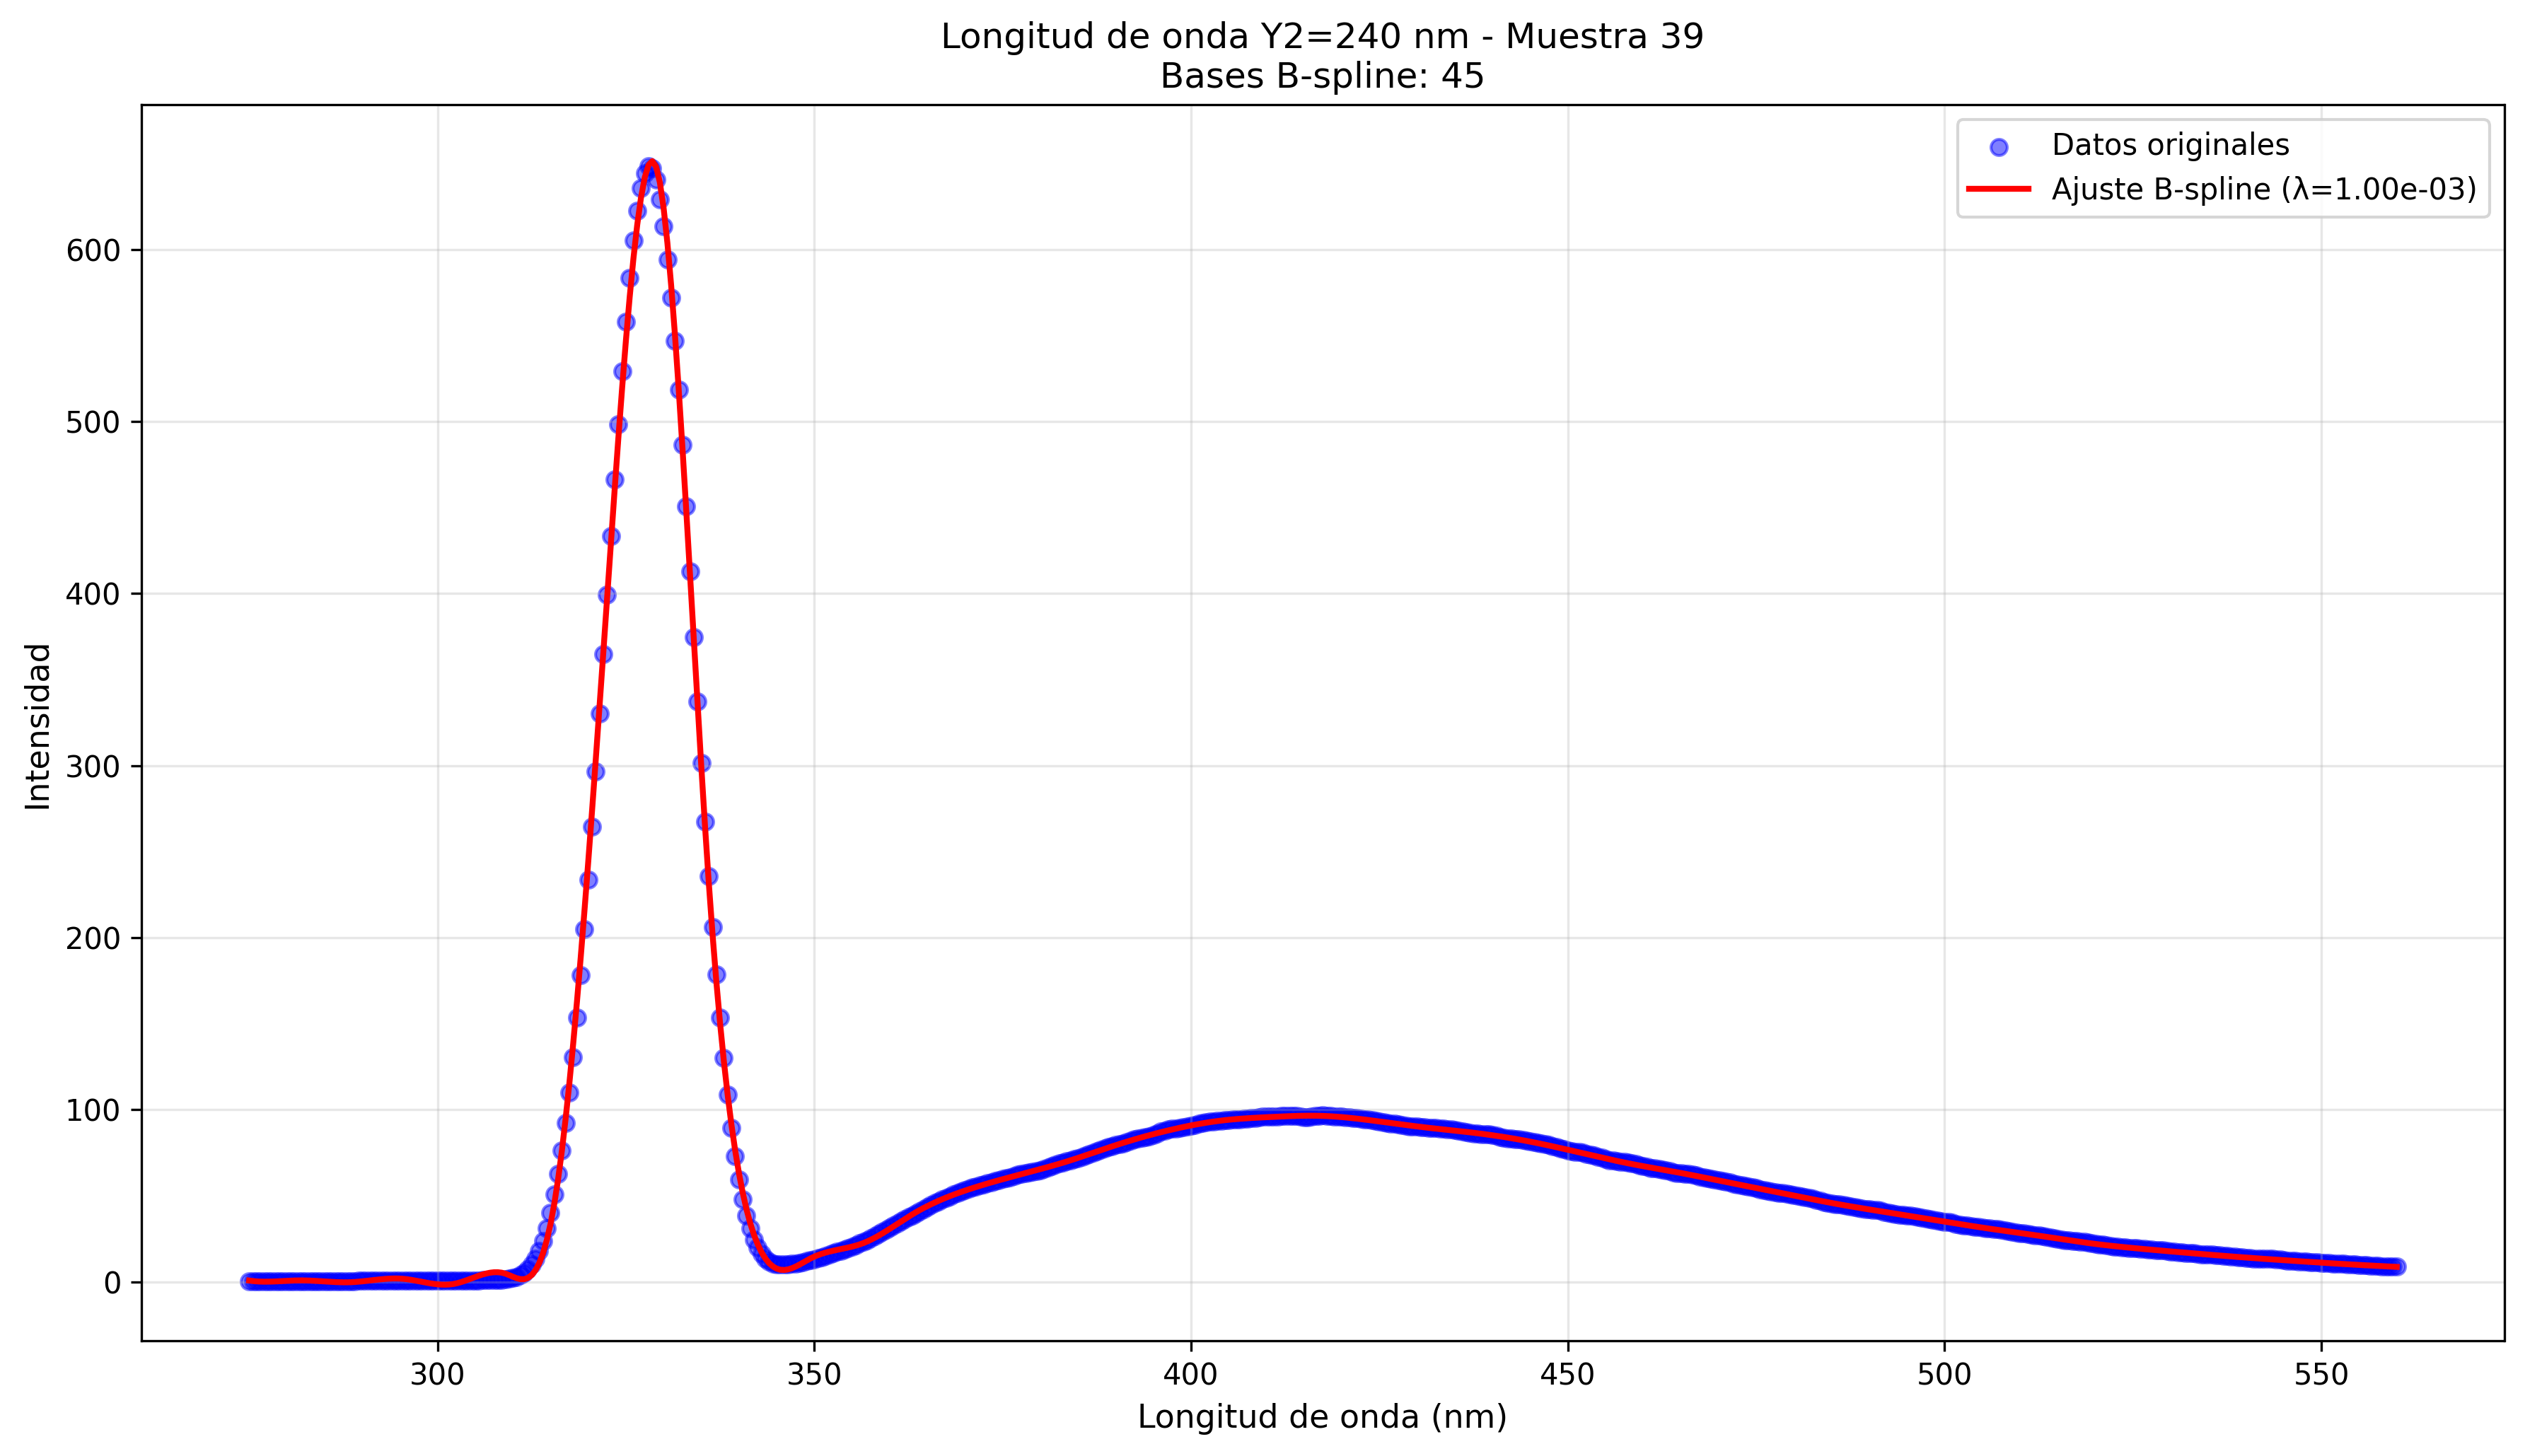 Longitud de onda Y2=240 nm - Muestra 39
Bases B-spline: 45
Datos originales
Ajuste B-spline (λ=1.00e-03)
Intensidad
600
500
400
300
200
100
0
300 350 400 450 500 550
Longitud de onda (nm)